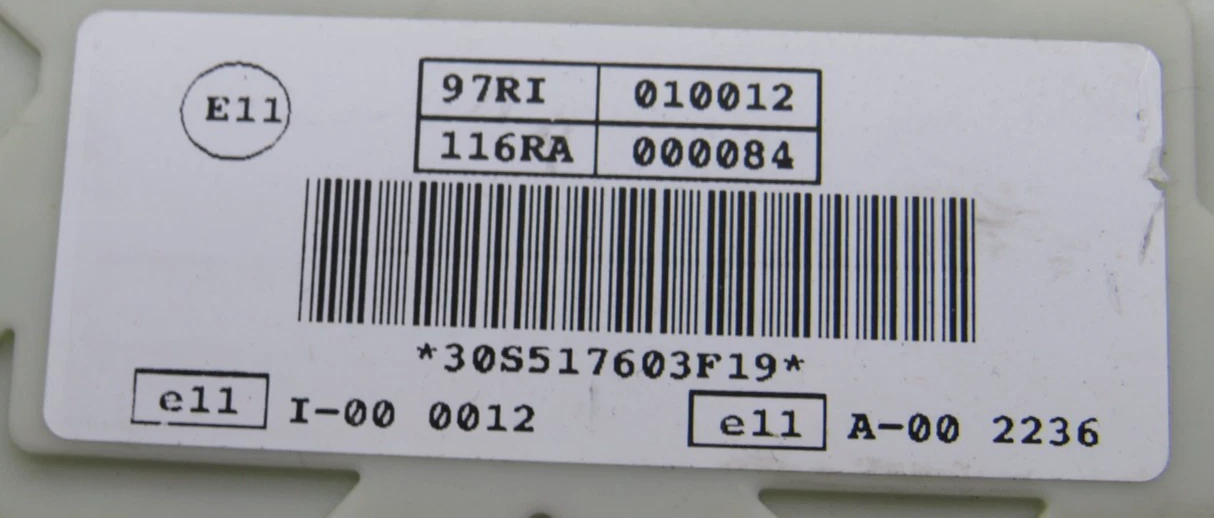 E11
97RI 010012
116RA 000084
*30S517603F19*
e11 I-00 0012 e11 A-00 2236